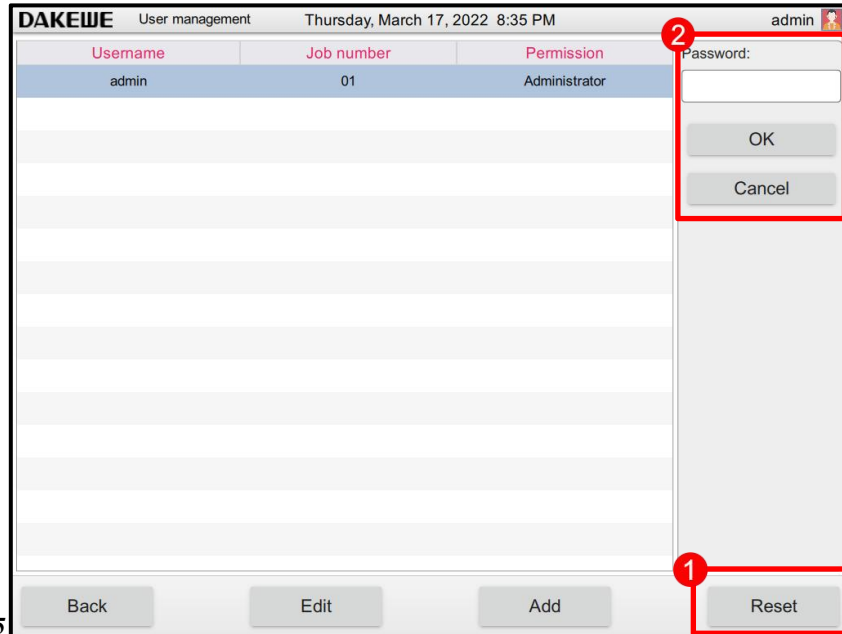 DAKEWE User management Thursday, March 17, 2022 8:35 PM admin
2
Username Job number Permission Password:
admin 01 Administrator
OK
Cancel
1
Back Edit Add Reset